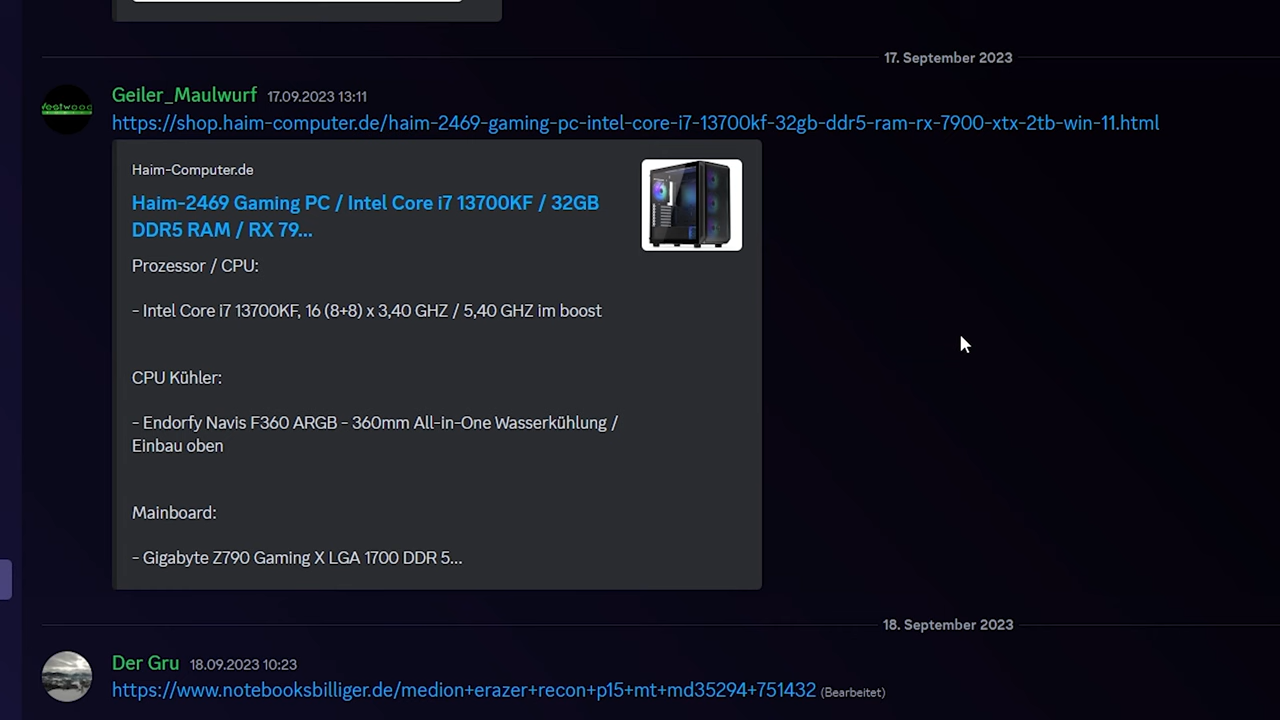 17. September 2023
Geiler_Maulwurf 17.09.2023 13:11
https://shop.haim-computer.de/haim-2469-gaming-pc-intel-core-i7-13700kf-32gb-ddr5-ram-rx-7900-xtx-2tb-win-11.html
Haim-Computer.de
Haim-2469 Gaming PC / Intel Core i7 13700KF / 32GB
DDR5 RAM / RX 79...
Prozessor / CPU:
- Intel Core i7 13700KF, 16 (8+8) x 3,40 GHZ / 5,40 GHZ im boost
CPU Kühler:
- Endorfy Navis F360 ARGB - 360mm All-in-One Wasserkühlung /
Einbau oben
Mainboard:
- Gigabyte Z790 Gaming X LGA 1700 DDR 5...
18. September 2023
Der Gru 18.09.2023 10:23
https://www.notebooksbilliger.de/medion+erazer+recon+p15+mt+md35294+751432 (Bearbeitet)